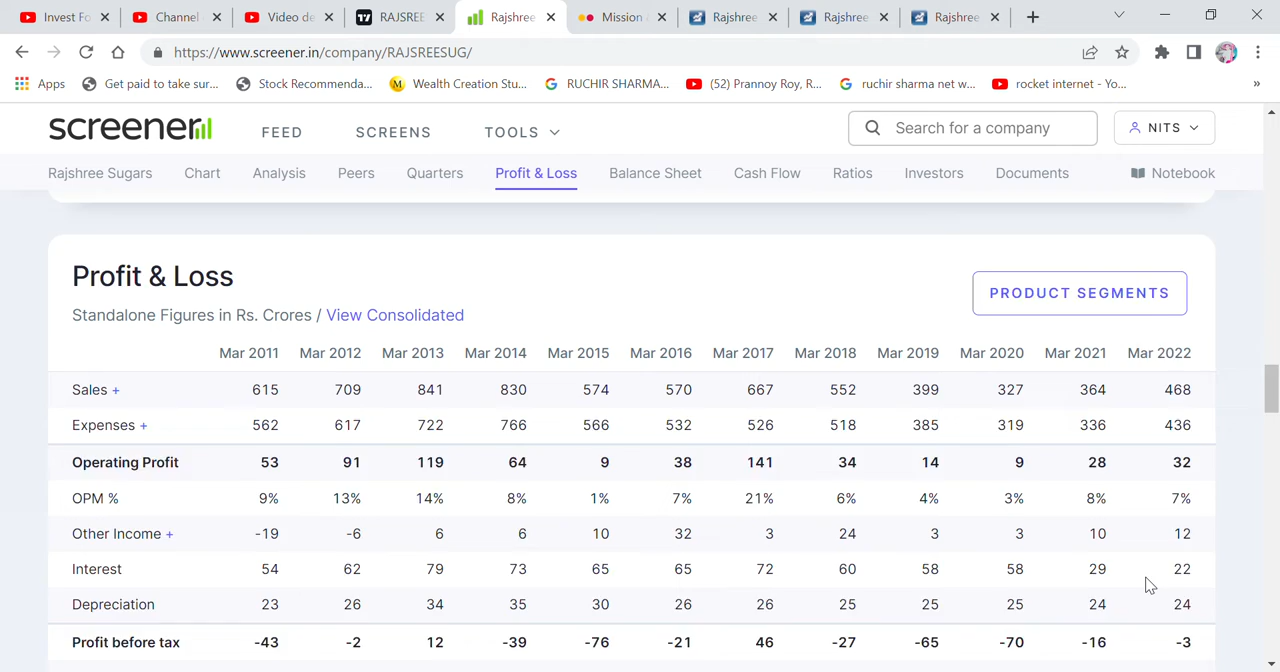 Invest Fo Channel Video de RAJSREE Rajshree Mission Rajshree Rajshree Rajshree
https://www.screener.in/company/RAJSREESUG/
Apps Get paid to take sur... Stock Recommenda... M Wealth Creation Stu... RUCHIR SHARMA... (52) Prannoy Roy, R... ruchir sharma net w... rocket internet - Yo... »
screener FEED SCREENS TOOLS Search for a company NITS
Rajshree Sugars Chart Analysis Peers Quarters Profit & Loss Balance Sheet Cash Flow Ratios Investors Documents Notebook
Profit & Loss
PRODUCT SEGMENTS
Standalone Figures in Rs. Crores / View Consolidated
Mar 2011 Mar 2012 Mar 2013 Mar 2014 Mar 2015 Mar 2016 Mar 2017 Mar 2018 Mar 2019 Mar 2020 Mar 2021 Mar 2022
Sales + 615 709 841 830 574 570 667 552 399 327 364 468
Expenses + 562 617 722 766 566 532 526 518 385 319 336 436
Operating Profit 53 91 119 64 9 38 141 34 14 9 28 32
OPM % 9% 13% 14% 8% 1% 7% 21% 6% 4% 3% 8% 7%
Other Income + -19 -6 6 6 10 32 3 24 3 3 10 12
Interest 54 62 79 73 65 65 72 60 58 58 29 22
Depreciation 23 26 34 35 30 26 26 25 25 25 24 24
Profit before tax -43 -2 12 -39 -76 -21 46 -27 -65 -70 -16 -3